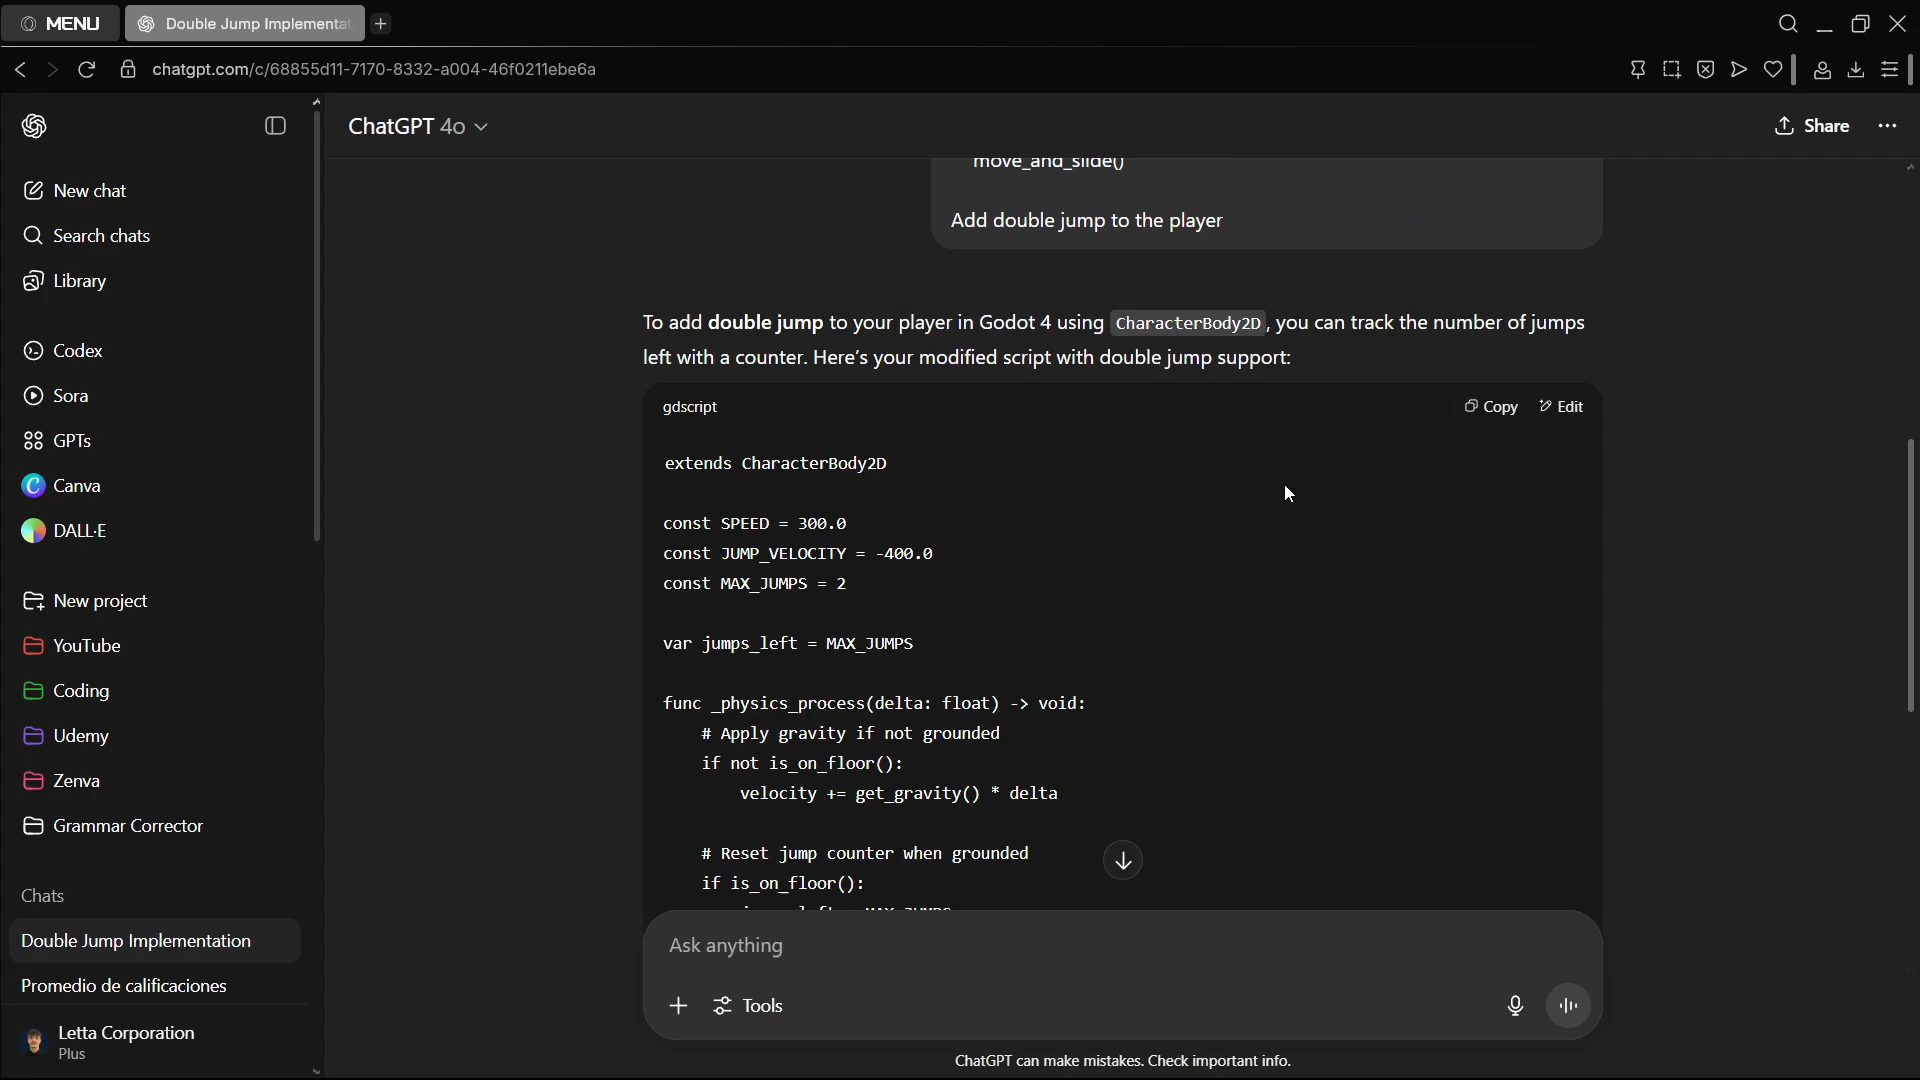 MENU
Double Jump Implementat
chatgpt.com/c/68855d11-7170-8332-a004-46f0211ebe6a
ChatGPT 4o
Share
New chat
Search chats
Library
Codex
Sora
GPTs
Canva
DALL·E
New project
YouTube
Coding
Udemy
Zenva
Grammar Corrector
Chats
Double Jump Implementation
Promedio de calificaciones
Letta Corporation
Plus
move_and_slide()
Add double jump to the player
To add double jump to your player in Godot 4 using CharacterBody2D, you can track the number of jumps
left with a counter. Here's your modified script with double jump support:
gdscript
Copy
Edit
extends CharacterBody2D
const SPEED = 300.0
const JUMP_VELOCITY = -400.0
const MAX_JUMPS = 2
var jumps_left = MAX_JUMPS
func _physics_process(delta: float) -> void:
# Apply gravity if not grounded
if not is_on_floor():
velocity += get_gravity() * delta
# Reset jump counter when grounded
if is_on_floor():
Ask anything
Tools
ChatGPT can make mistakes. Check important info.